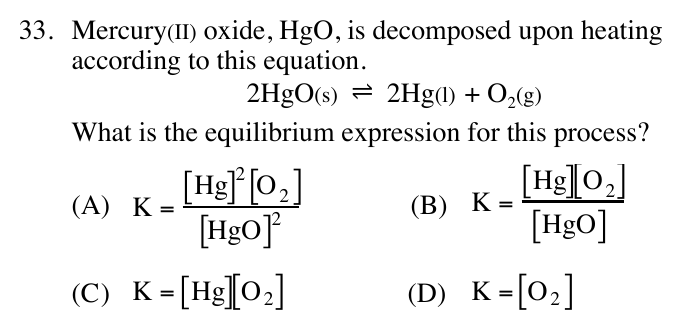 33. Mercury(II) oxide, HgO, is decomposed upon heating
according to this equation.
2HgO(s) ⇌ 2Hg(l) + O₂(g)
What is the equilibrium expression for this process?
(A) K = [Hg]²[O₂] / [HgO]² (B) K = [Hg][O₂] / [HgO]
(C) K = [Hg][O₂] (D) K = [O₂]